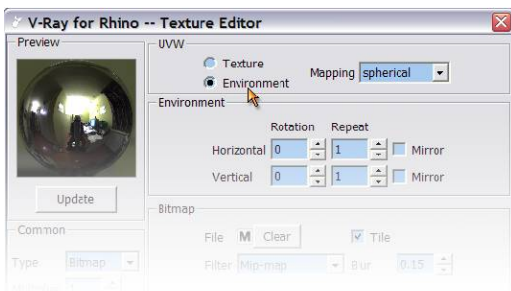 V-Ray for Rhino -- Texture Editor
Preview
UVW
Texture
Environment
Mapping spherical
Environment
Rotation Repeat
Horizontal 0 1 Mirror
Vertical 0 1 Mirror
Update
Bitmap
File M Clear Tile
Common
Type Bitmap
Filter Mip-map Blur 0.15